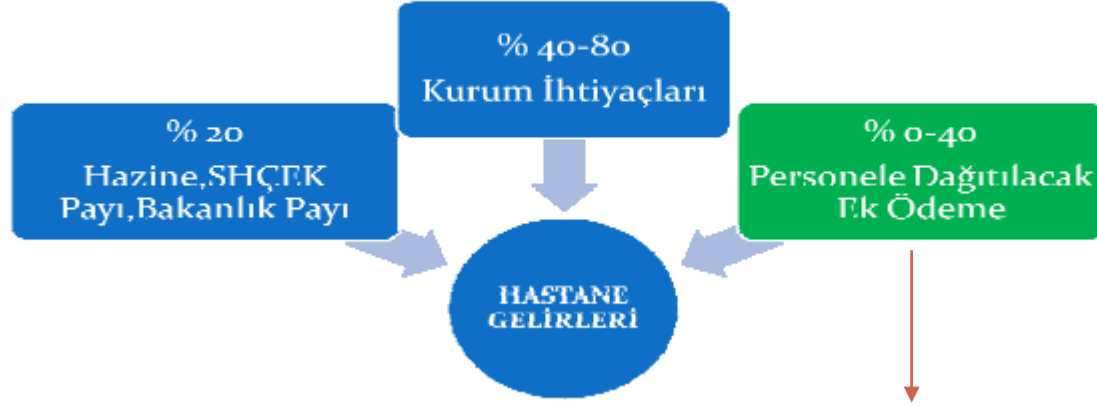 % 40-80
Kurum İhtiyaçları
% 20
Hazine,SHÇEK
Payı,Bakanlık Payı
% 0-40
Personele Dağıtılacak
Ek Ödeme
HASTANE
GELİRLERİ